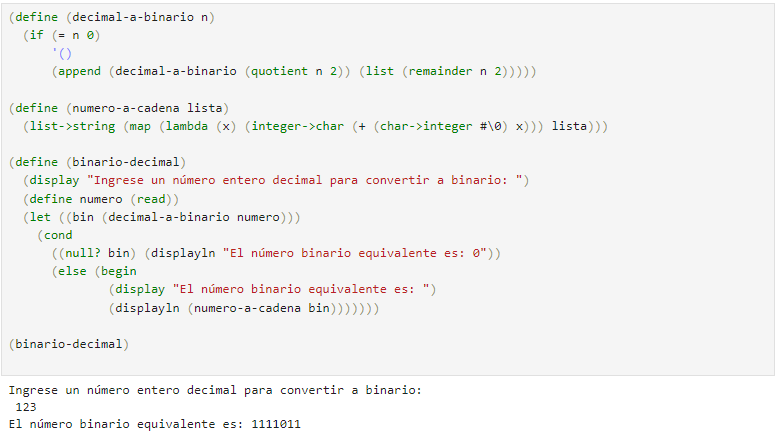 (define (decimal-a-binario n)
  (if (= n 0)
      '()
      (append (decimal-a-binario (quotient n 2)) (list (remainder n 2)))))

(define (numero-a-cadena lista)
  (list->string (map (lambda (x) (integer->char (+ (char->integer #\0) x))) lista)))

(define (binario-decimal)
  (display "Ingrese un número entero decimal para convertir a binario: ")
  (define numero (read))
  (let ((bin (decimal-a-binario numero)))
    (cond
      ((null? bin) (displayln "El número binario equivalente es: 0"))
      (else (begin
              (display "El número binario equivalente es: ")
              (displayln (numero-a-cadena bin)))))))

(binario-decimal)

Ingrese un número entero decimal para convertir a binario:
 123
El número binario equivalente es: 1111011